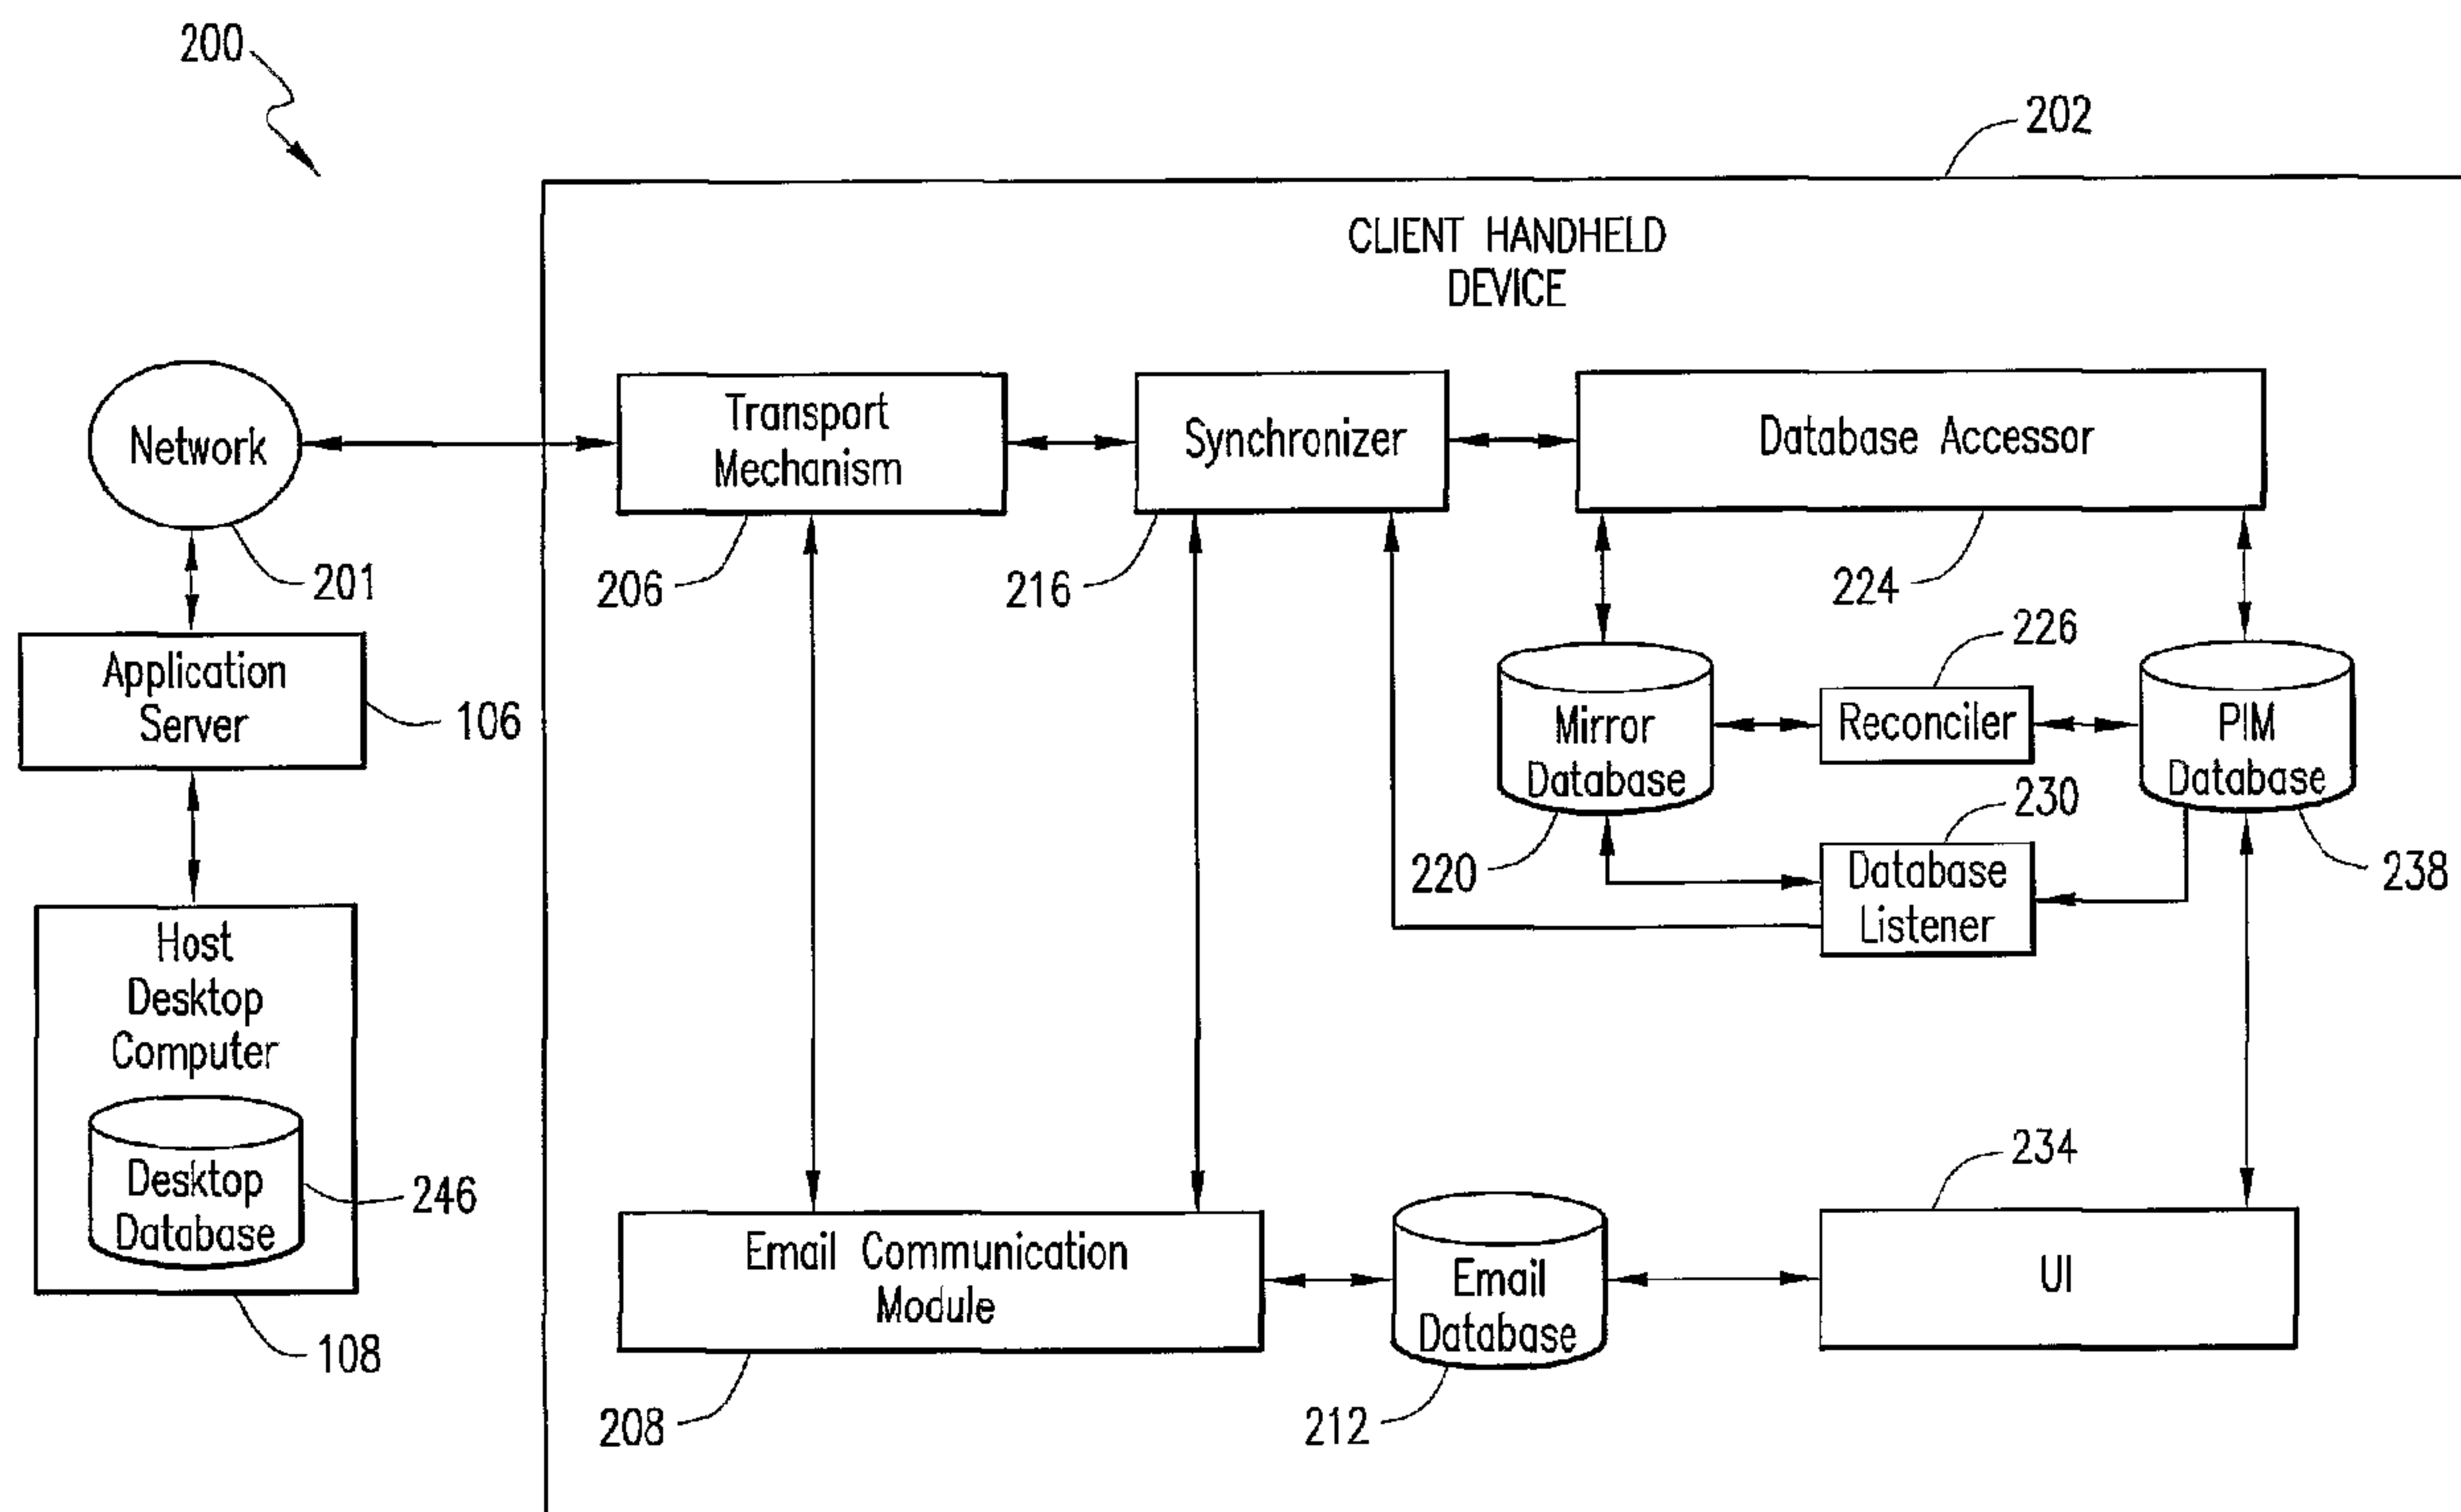 200
202
CLIENT HANDHELD
DEVICE
Network
201
Transport
Mechanism
206
Synchronizer
216
Database Accessor
224
Application
Server
106
Mirror
Database
220
Reconciler
226
PIM
Database
238
230
Database
Listener
Host
Desktop
Computer
Desktop
Database
246
108
Email Communication
Module
208
Email
Database
212
234
UI